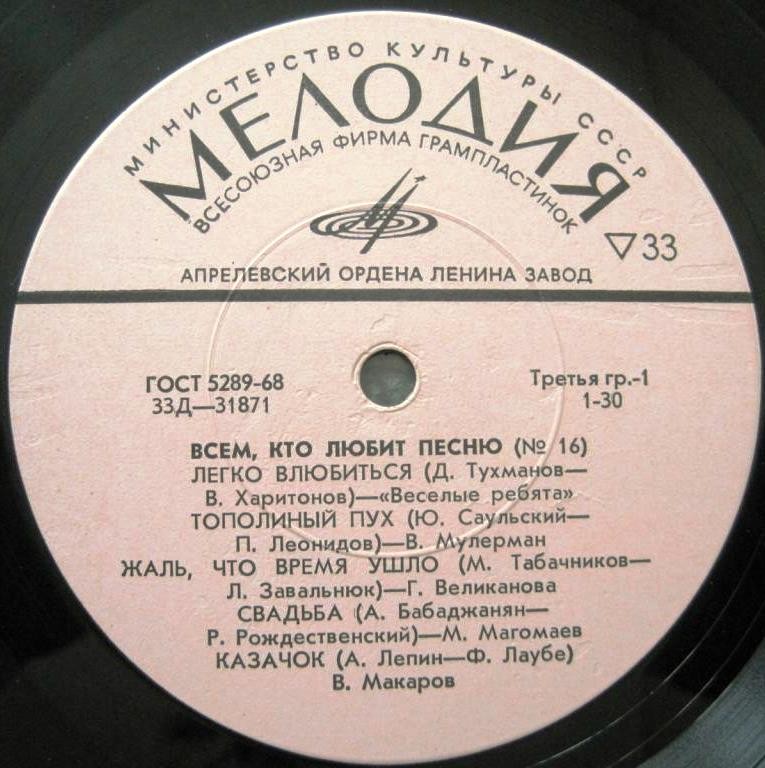 МИНИСТЕРСТВО КУЛЬТУРЫ СССР
МЕЛОДИЯ
ВСЕСОЮЗНАЯ ФИРМА ГРАМПЛАСТИНОК
▽33
АПРЕЛЕВСКИЙ ОРДЕНА ЛЕНИНА ЗАВОД
ГОСТ 5289-68 Третья гр.-1
33Д—31871 1-30
ВСЕМ, КТО ЛЮБИТ ПЕСНЮ (№ 16)
ЛЕГКО ВЛЮБИТЬСЯ (Д. Тухманов—
В. Харитонов)—«Веселые ребята»
ТОПОЛИНЫЙ ПУХ (Ю. Саульский—
П. Леонидов)—В. Мулерман
ЖАЛЬ, ЧТО ВРЕМЯ УШЛО (М. Табачников—
Л. Завальнюк)—Г. Великанова
СВАДЬБА (А. Бабаджанян—
Р. Рождественский)—М. Магомаев
КАЗАЧОК (А. Лепин—Ф. Лаубе)
В. Макаров